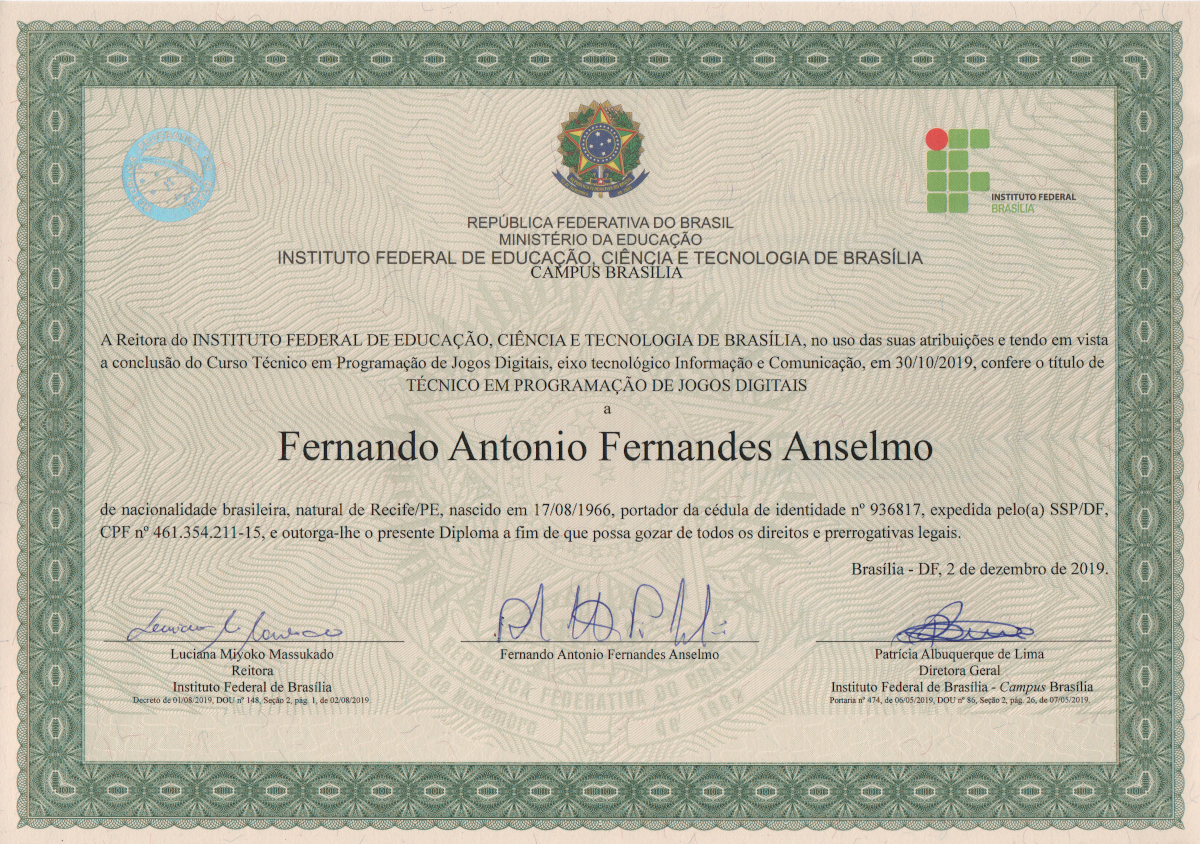 INSTITUTO FEDERAL
BRASÍLIA
REPÚBLICA FEDERATIVA DO BRASIL
MINISTÉRIO DA EDUCAÇÃO
INSTITUTO FEDERAL DE EDUCAÇÃO, CIÊNCIA E TECNOLOGIA DE BRASÍLIA
CAMPUS BRASÍLIA
A Reitora do INSTITUTO FEDERAL DE EDUCAÇÃO, CIÊNCIA E TECNOLOGIA DE BRASÍLIA, no uso das suas atribuições e tendo em vista
a conclusão do Curso Técnico em Programação de Jogos Digitais, eixo tecnológico Informação e Comunicação, em 30/10/2019, confere o título de
TÉCNICO EM PROGRAMAÇÃO DE JOGOS DIGITAIS
a
Fernando Antonio Fernandes Anselmo
de nacionalidade brasileira, natural de Recife/PE, nascido em 17/08/1966, portador da cédula de identidade nº 936817, expedida pelo(a) SSP/DF,
CPF nº 461.354.211-15, e outorga-lhe o presente Diploma a fim de que possa gozar de todos os direitos e prerrogativas legais.
Brasília - DF, 2 de dezembro de 2019.
Luciana Miyoko Massukado
Reitora
Instituto Federal de Brasília
Decreto de 01/08/2019, DOU nº 148, Seção 2, pág. 1, de 02/08/2019
Fernando Antonio Fernandes Anselmo
Patrícia Albuquerque de Lima
Diretora Geral
Instituto Federal de Brasília - Campus Brasília
Portaria nº 474, de 06/05/2019, DOU nº 86, Seção 2, pág. 26, de 07/05/2019.